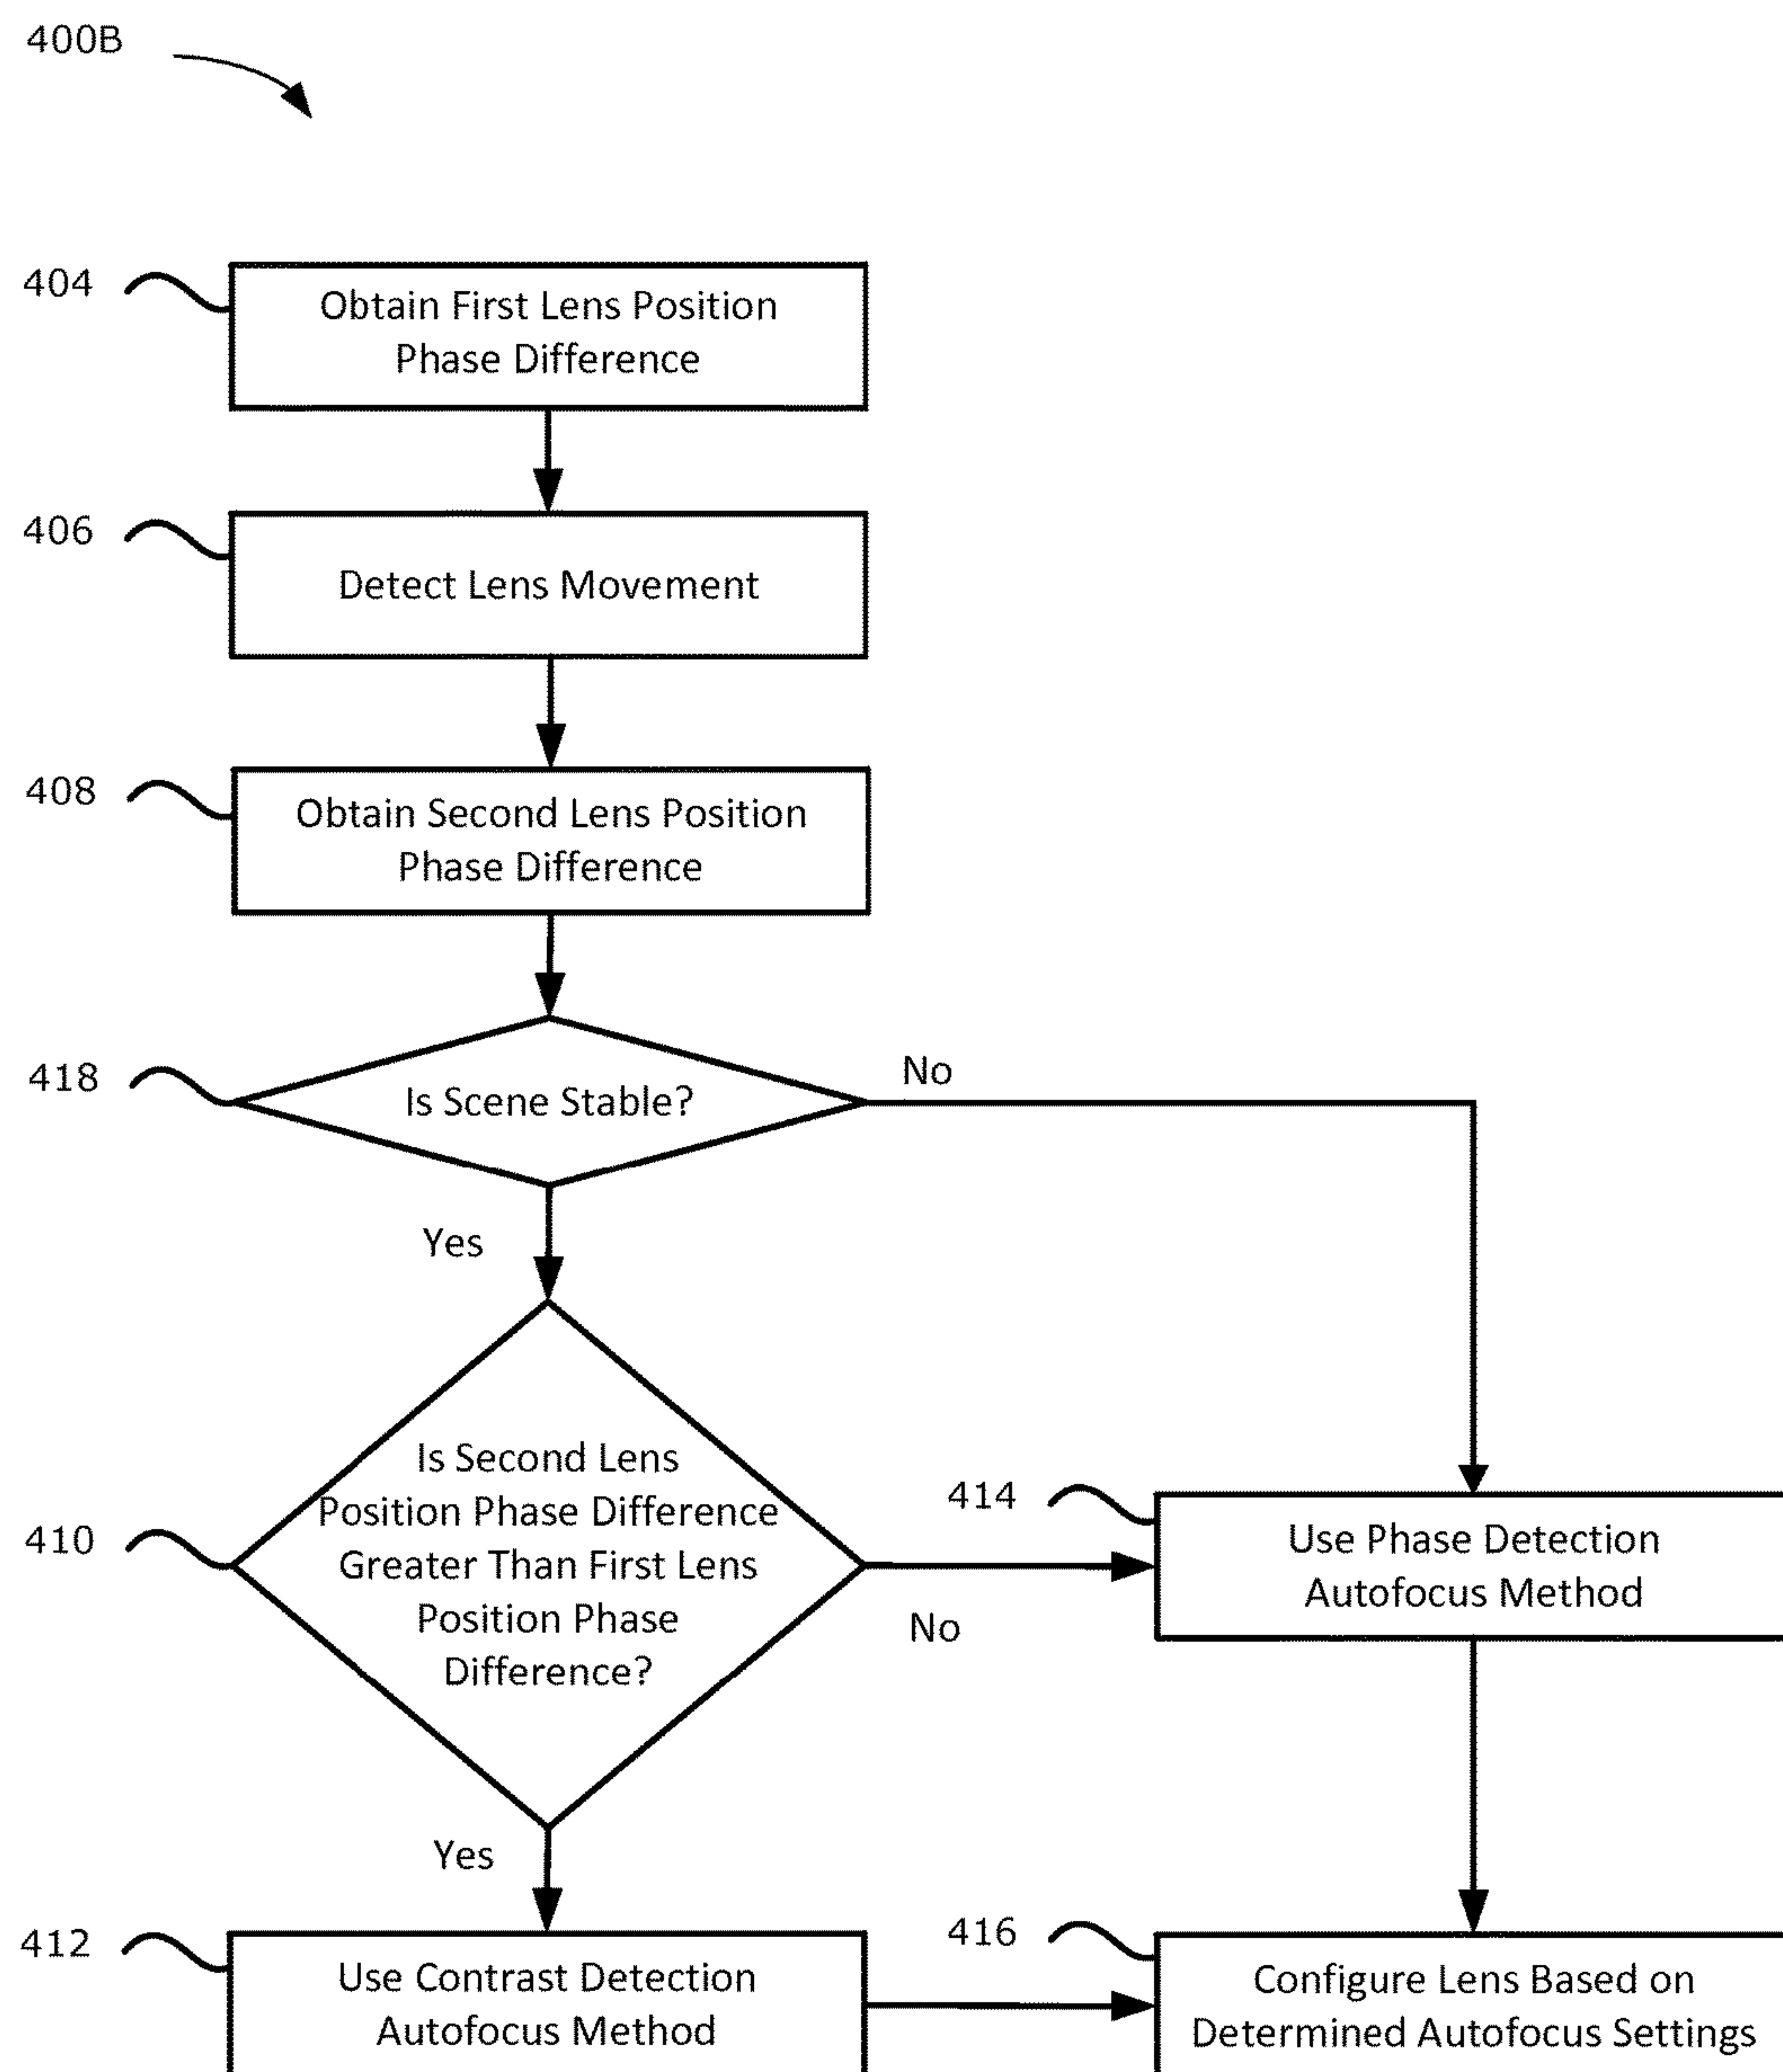 400B
404
Obtain First Lens Position
Phase Difference
406
Detect Lens Movement
408
Obtain Second Lens Position
Phase Difference
418
Is Scene Stable?
No
Yes
410
Is Second Lens
Position Phase Difference
Greater Than First Lens
Position Phase
Difference?
No
414
Use Phase Detection
Autofocus Method
Yes
412
Use Contrast Detection
Autofocus Method
416
Configure Lens Based on
Determined Autofocus Settings